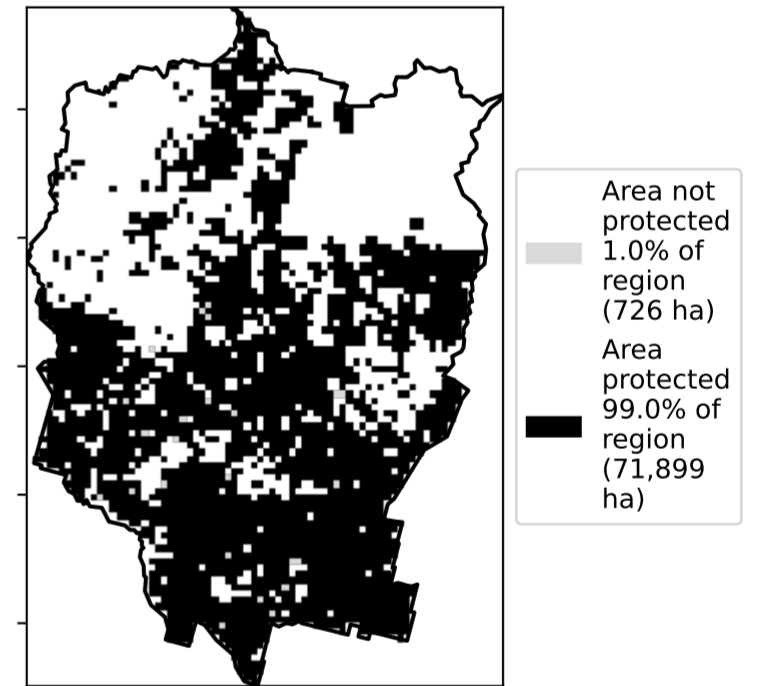 Area not
protected
1.0% of
region
(726 ha)
Area
protected
99.0% of
region
(71,899
ha)